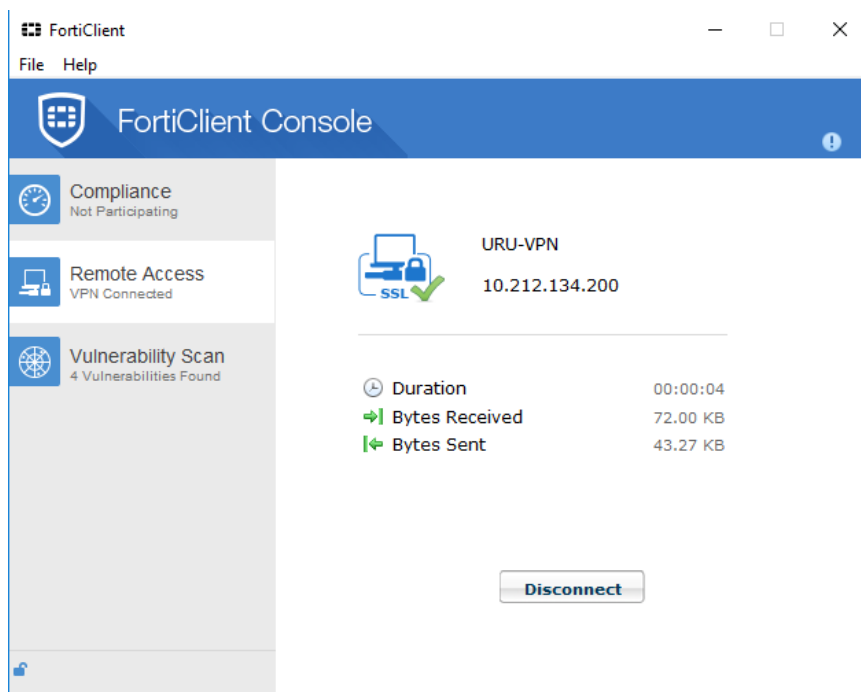 FortiClient
File Help
FortiClient Console
Compliance
Not Participating
Remote Access
VPN Connected
Vulnerability Scan
4 Vulnerabilities Found
URU-VPN
10.212.134.200
SSL
Duration 00:00:04
Bytes Received 72.00 KB
Bytes Sent 43.27 KB
Disconnect